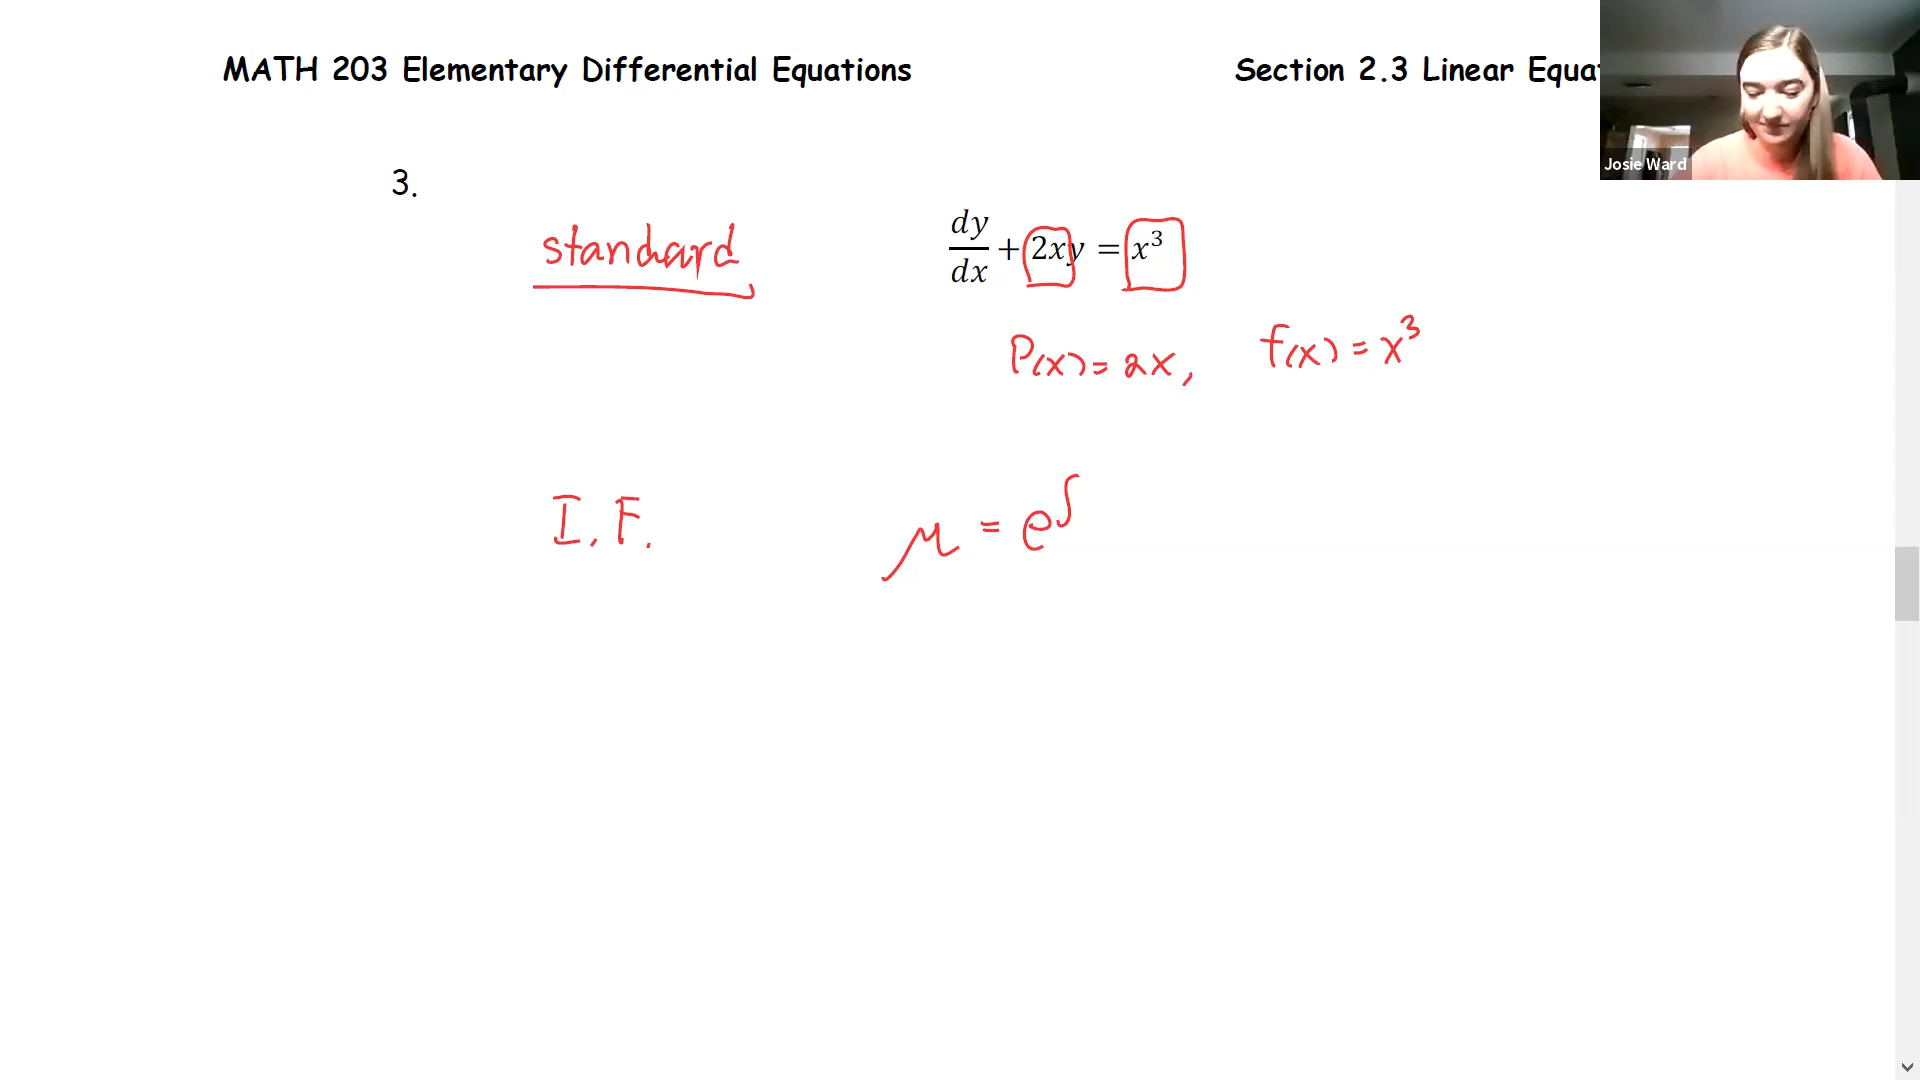 MATH 203 Elementary Differential Equations
Section 2.3 Linear Equa
Josie Ward
3.
standard
dy/dx + 2xy = x³
P(x) = 2x, f(x) = x³
I.F. μ = e^∫